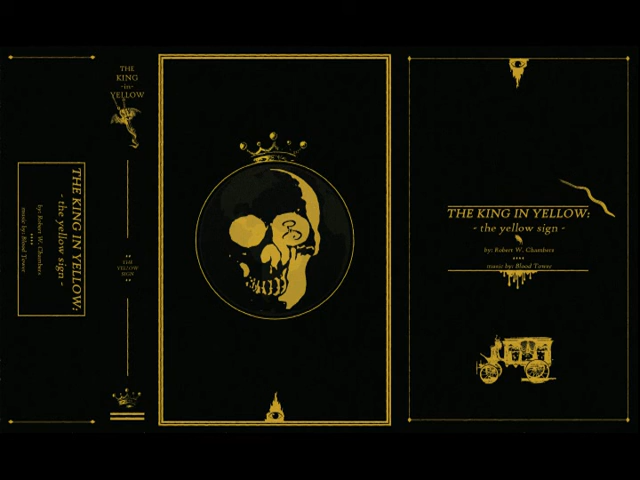 THE KING IN YELLOW:
- the yellow sign -
by: Robert W. Chambers
music by: Blood Tower
THE
KING
-in-
YELLOW
THE
YELLOW
SIGN
THE KING IN YELLOW:
- the yellow sign -
by: Robert W. Chambers
music by: Blood Tower